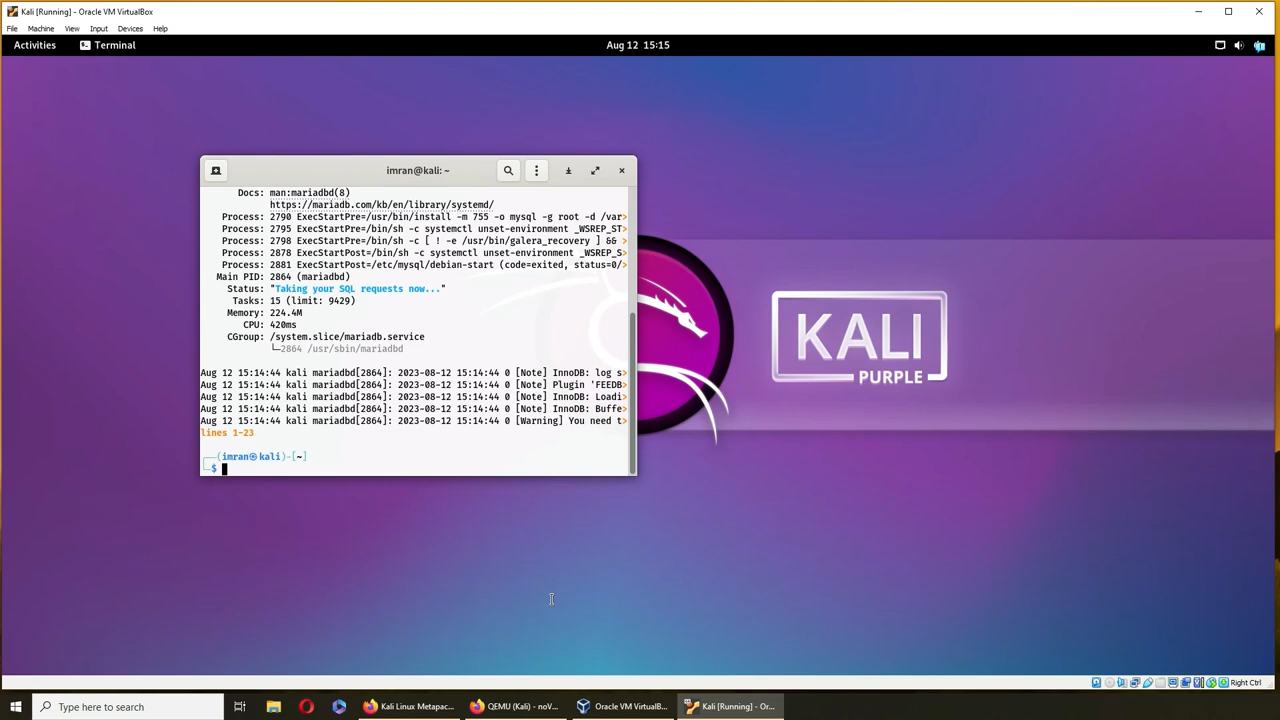 Kali [Running] - Oracle VM VirtualBox
File Machine View Input Devices Help
Activities Terminal Aug 12 15:15
imran@kali: ~
Docs: man:mariadbd(8)
https://mariadb.com/kb/en/library/systemd/
Process: 2790 ExecStartPre=/usr/bin/install -m 755 -o mysql -g root -d /var>
Process: 2795 ExecStartPre=/bin/sh -c systemctl unset-environment _WSREP_ST>
Process: 2798 ExecStartPre=/bin/sh -c [ ! -e /usr/bin/galera_recovery ] && >
Process: 2878 ExecStartPost=/bin/sh -c systemctl unset-environment _WSREP_S>
Process: 2881 ExecStartPost=/etc/mysql/debian-start (code=exited, status=0/>
Main PID: 2864 (mariadbd)
Status: "Taking your SQL requests now..."
Tasks: 15 (limit: 9429)
Memory: 224.4M
CPU: 420ms
CGroup: /system.slice/mariadb.service
└─2864 /usr/sbin/mariadbd
Aug 12 15:14:44 kali mariadbd[2864]: 2023-08-12 15:14:44 0 [Note] InnoDB: log s>
Aug 12 15:14:44 kali mariadbd[2864]: 2023-08-12 15:14:44 0 [Note] Plugin 'FEEDB>
Aug 12 15:14:44 kali mariadbd[2864]: 2023-08-12 15:14:44 0 [Note] InnoDB: Loadi>
Aug 12 15:14:44 kali mariadbd[2864]: 2023-08-12 15:14:44 0 [Note] InnoDB: Buffe>
Aug 12 15:14:44 kali mariadbd[2864]: 2023-08-12 15:14:44 0 [Warning] You need t>
lines 1-23
┌──(imran㉿kali)-[~]
└─$
KALI
PURPLE
Right Ctrl
Type here to search
Kali Linux Metapac...
QEMU (Kali) - noV...
Oracle VM VirtualB...
Kali [Running] - Or...